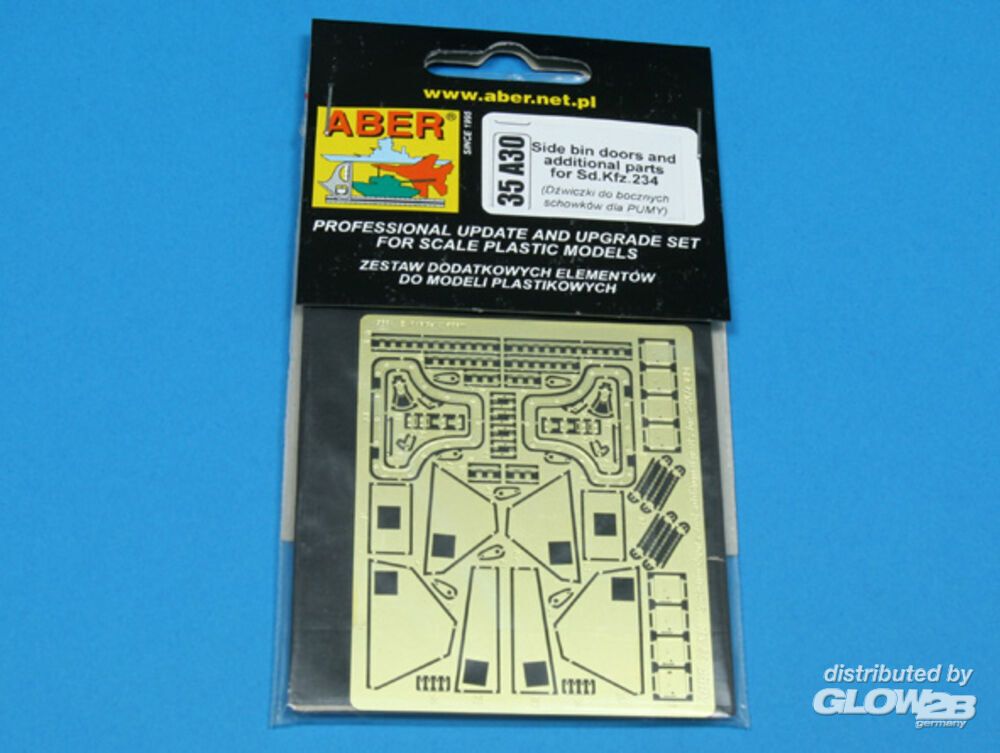 www.aber.net.pl
ABER®
SINCE 1995
35 A30
Side bin doors and
additional parts
for Sd.Kfz.234
(Dźwiczki do bocznych
schowków dla PUMY)
PROFESSIONAL UPDATE AND UPGRADE SET
FOR SCALE PLASTIC MODELS
ZESTAW DODATKOWYCH ELEMENTÓW
DO MODELI PLASTIKOWYCH
distributed by
GLOW2B
germany